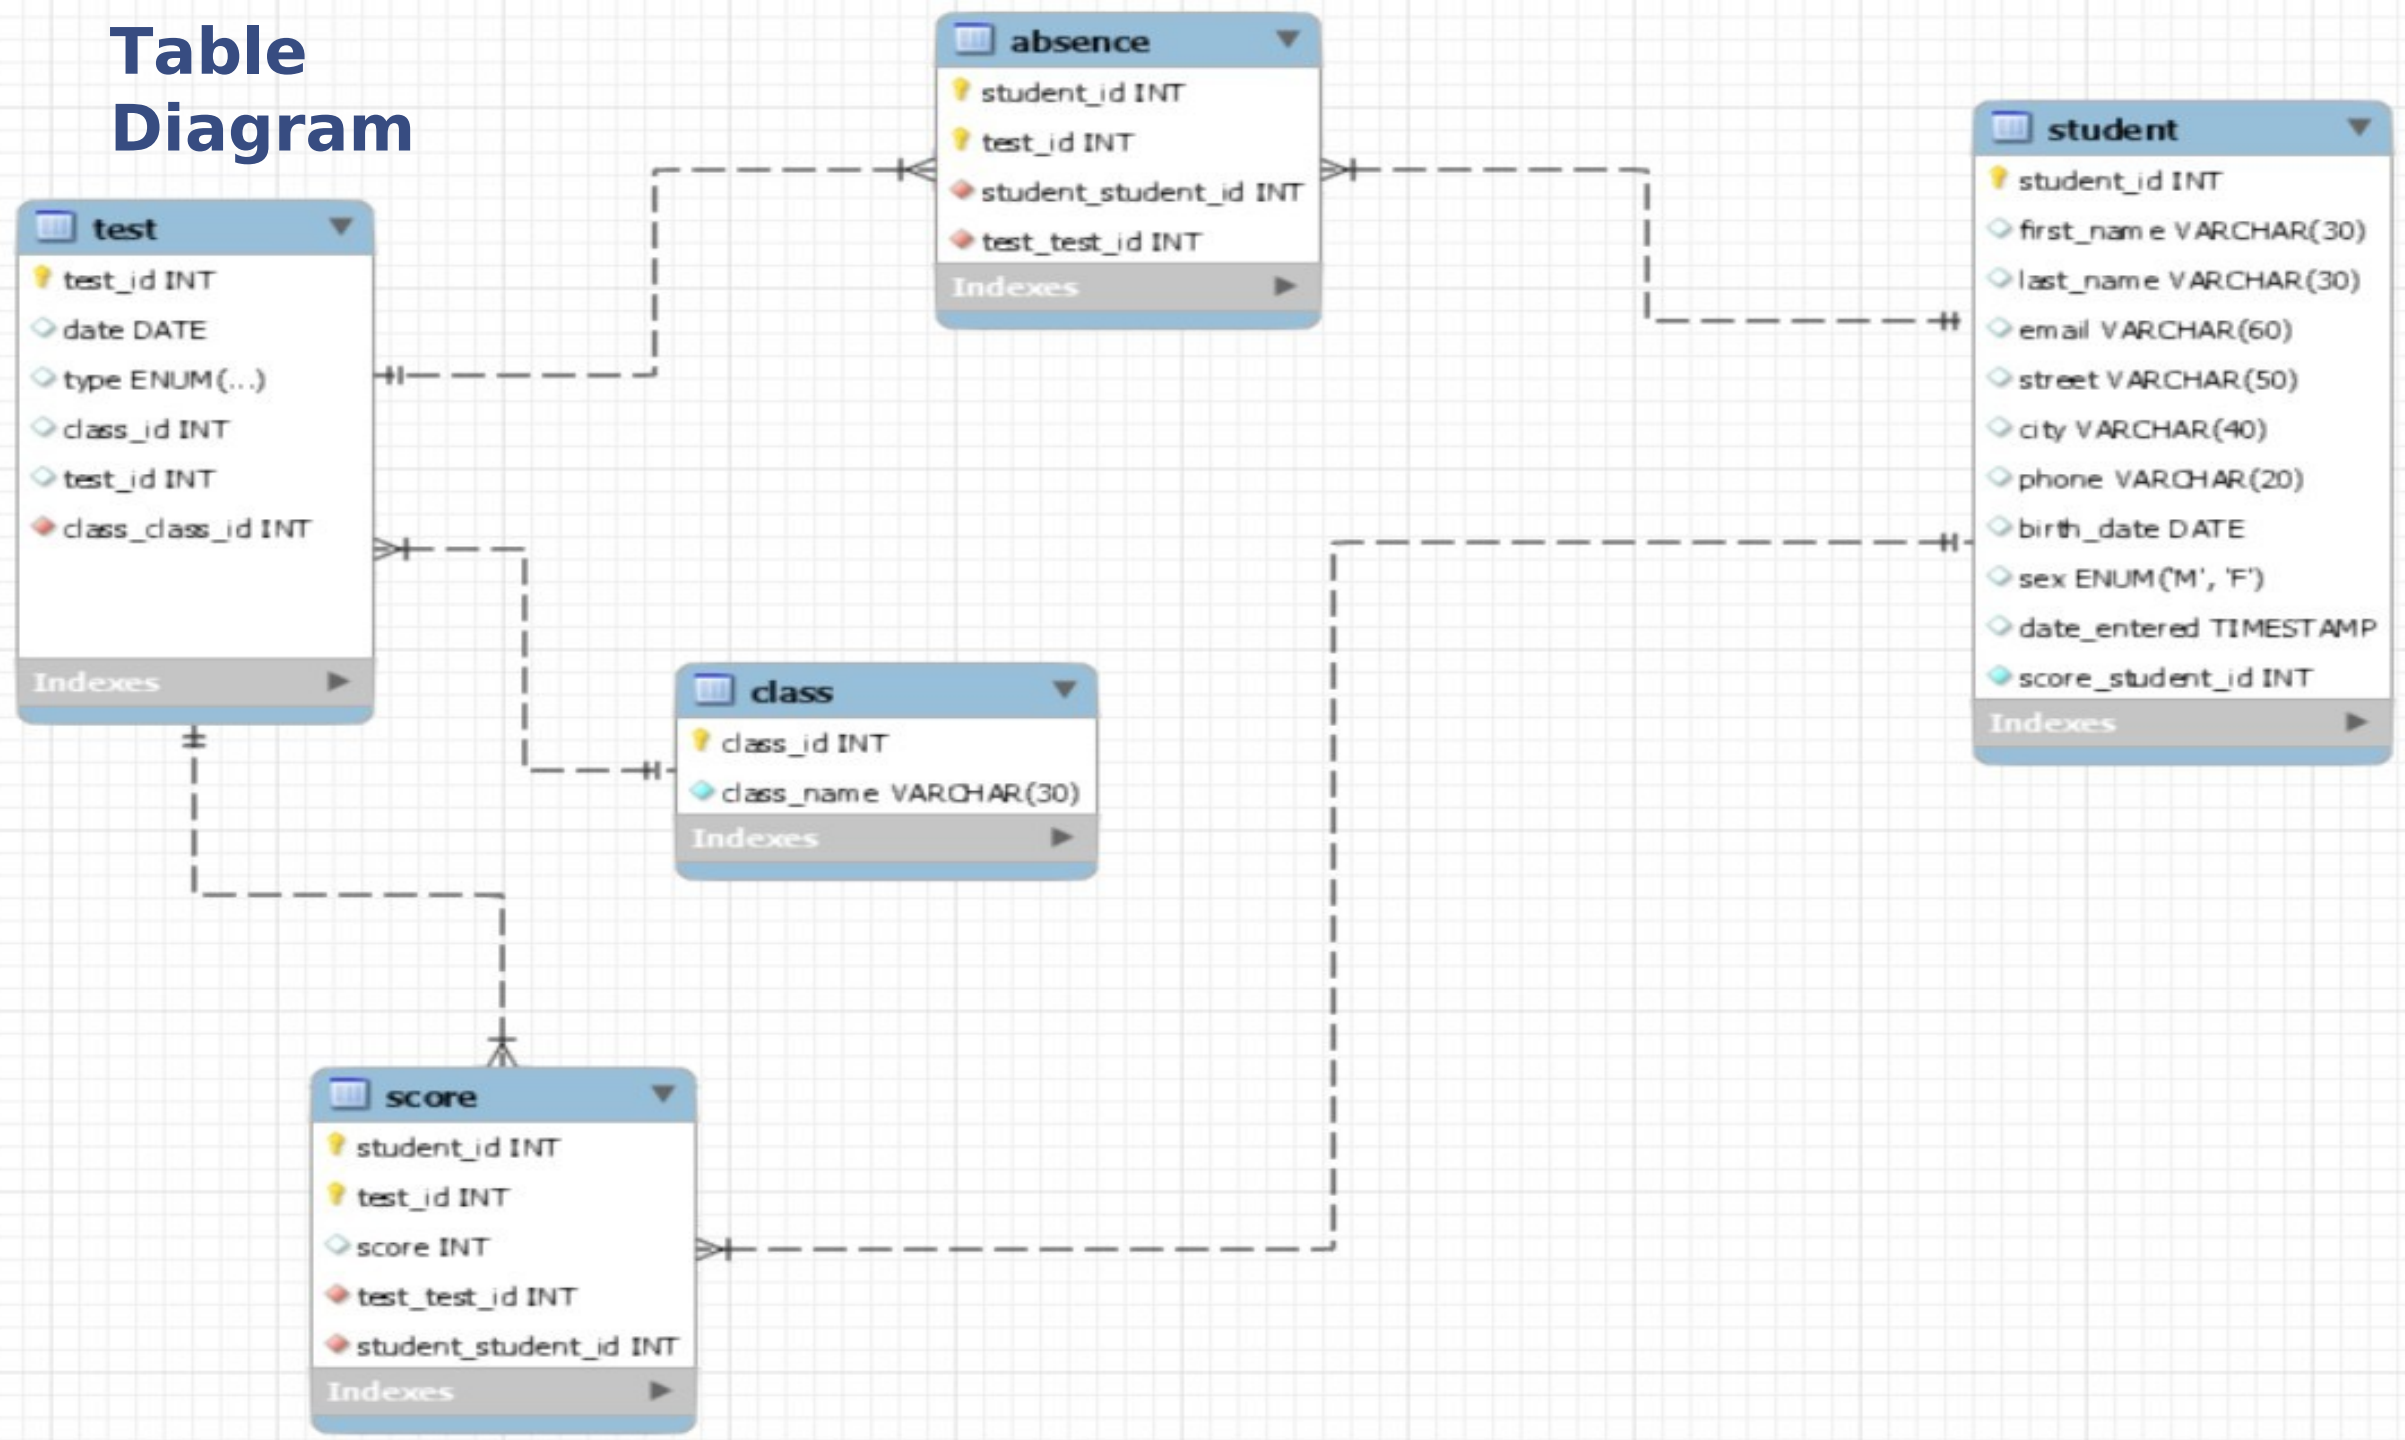 Table
Diagram
absence
student_id INT
test_id INT
student_student_id INT
test_test_id INT
Indexes
student
student_id INT
first_name VARCHAR(30)
last_name VARCHAR(30)
email VARCHAR(60)
street VARCHAR(50)
city VARCHAR(40)
phone VARCHAR(20)
birth_date DATE
sex ENUM('M', 'F')
date_entered TIMESTAMP
score_student_id INT
Indexes
test
test_id INT
date DATE
type ENUM(...)
class_id INT
test_id INT
class_class_id INT
Indexes
class
class_id INT
class_name VARCHAR(30)
Indexes
score
student_id INT
test_id INT
score INT
test_test_id INT
student_student_id INT
Indexes